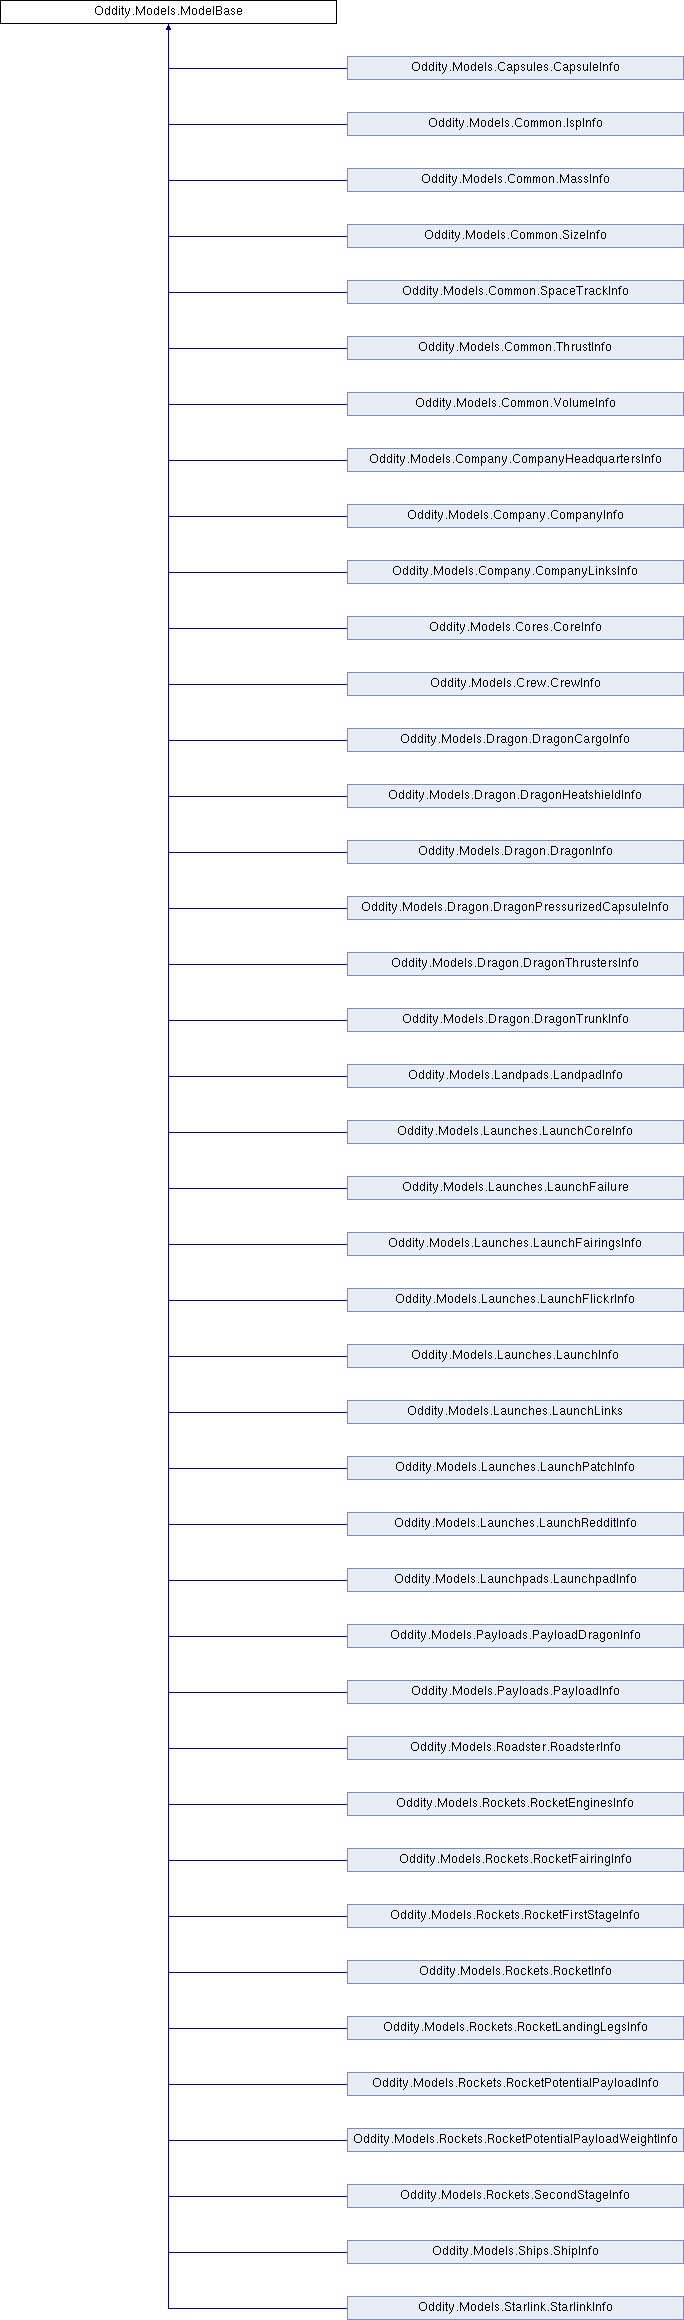 Oddity.Models.ModelBase
Oddity.Models.Capsules.CapsuleInfo
Oddity.Models.Common.IspInfo
Oddity.Models.Common.MassInfo
Oddity.Models.Common.SizeInfo
Oddity.Models.Common.SpaceTrackInfo
Oddity.Models.Common.ThrustInfo
Oddity.Models.Common.VolumeInfo
Oddity.Models.Company.CompanyHeadquartersInfo
Oddity.Models.Company.CompanyInfo
Oddity.Models.Company.CompanyLinksInfo
Oddity.Models.Cores.CoreInfo
Oddity.Models.Crew.CrewInfo
Oddity.Models.Dragon.DragonCargoInfo
Oddity.Models.Dragon.DragonHeatshieldInfo
Oddity.Models.Dragon.DragonInfo
Oddity.Models.Dragon.DragonPressurizedCapsuleInfo
Oddity.Models.Dragon.DragonThrustersInfo
Oddity.Models.Dragon.DragonTrunkInfo
Oddity.Models.Landpads.LandpadInfo
Oddity.Models.Launches.LaunchCoreInfo
Oddity.Models.Launches.LaunchFailure
Oddity.Models.Launches.LaunchFairingsInfo
Oddity.Models.Launches.LaunchFlickrInfo
Oddity.Models.Launches.LaunchInfo
Oddity.Models.Launches.LaunchLinks
Oddity.Models.Launches.LaunchPatchInfo
Oddity.Models.Launches.LaunchRedditInfo
Oddity.Models.Launchpads.LaunchpadInfo
Oddity.Models.Payloads.PayloadDragonInfo
Oddity.Models.Payloads.PayloadInfo
Oddity.Models.Roadster.RoadsterInfo
Oddity.Models.Rockets.RocketEnginesInfo
Oddity.Models.Rockets.RocketFairingInfo
Oddity.Models.Rockets.RocketFirstStageInfo
Oddity.Models.Rockets.RocketInfo
Oddity.Models.Rockets.RocketLandingLegsInfo
Oddity.Models.Rockets.RocketPotentialPayloadInfo
Oddity.Models.Rockets.RocketPotentialPayloadWeightInfo
Oddity.Models.Rockets.SecondStageInfo
Oddity.Models.Ships.ShipInfo
Oddity.Models.Starlink.StarlinkInfo